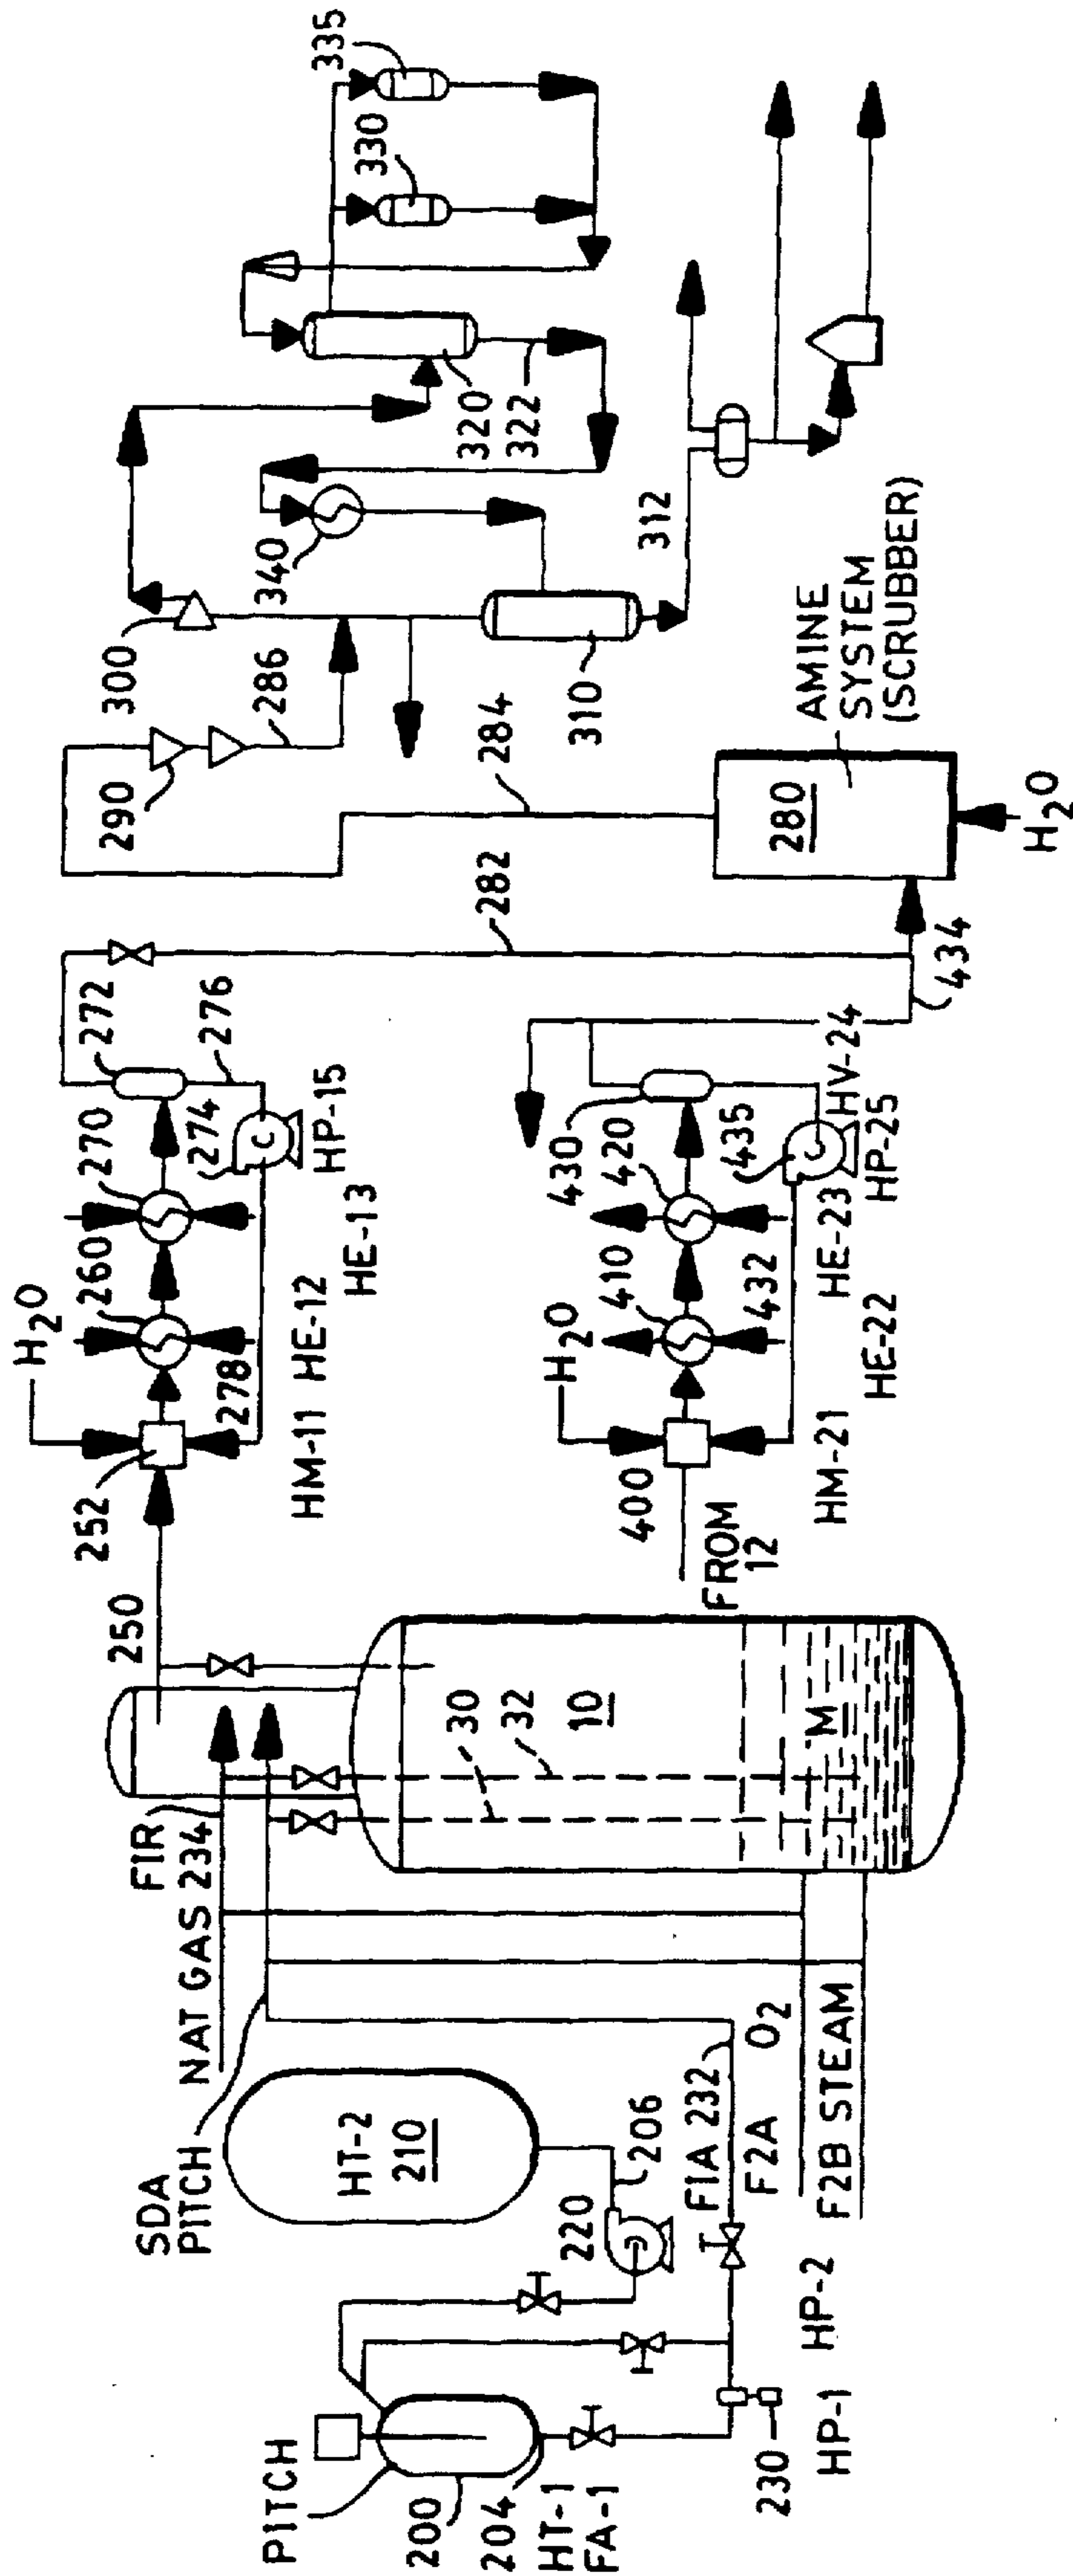 PITCH
200
204
HT-1
FA-1
230
HP-1
HP-2
220
206
HT-2
210
SDA
PITCH
NAT GAS 234
FIR
F1A 232
F2A
O2
F2B STEAM
30
32
10
M
250
252
H2O
260
270
272
274
276
278
HP-15
HM-11
HE-12
HE-13
FROM
12
400
H2O
410
420
430
435
432
HV-24
HP-25
HE-23
HE-22
HM-21
434
282
284
280
H2O
AMINE
SYSTEM
(SCRUBBER)
290
286
300
310
312
340
320
322
330
335